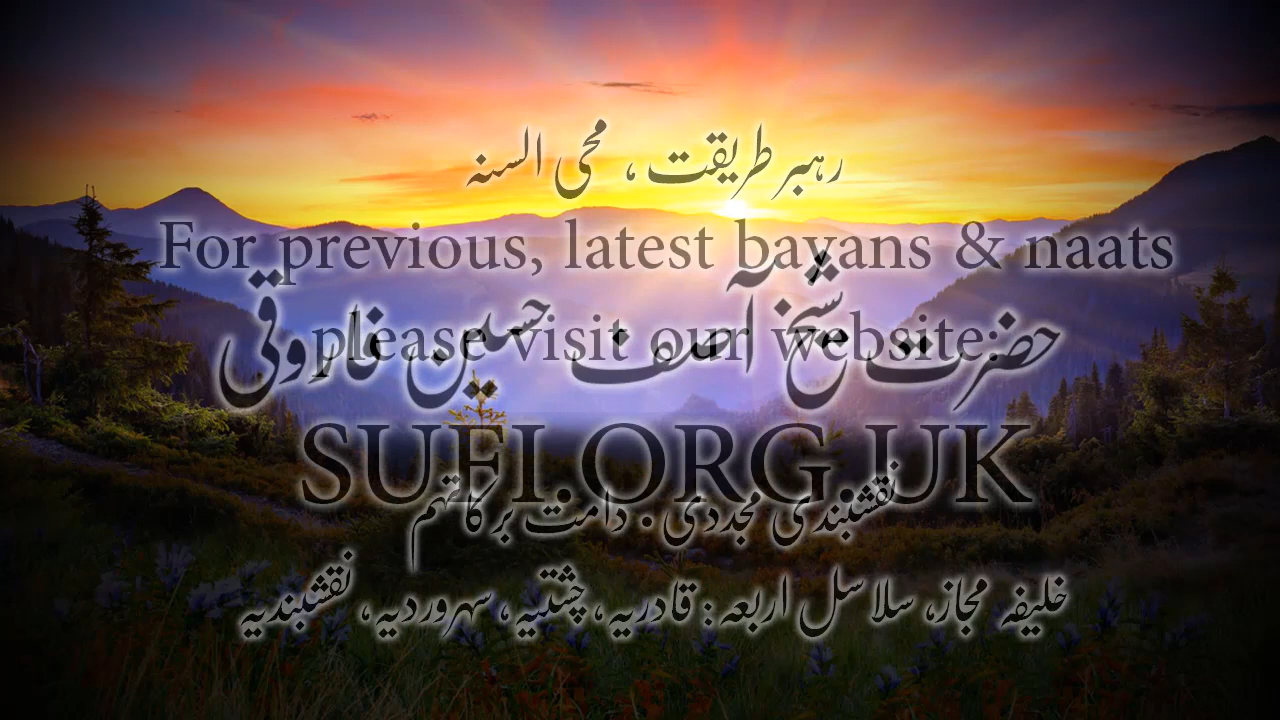 رہبر طریقت، محی السنہ
For previous, latest bayans & naats
حضرت شیخ آصف حسین فاروقی
please visit our website:
SUFI.ORG.UK
نقشبندی مجددی . دامت برکاتہم
خلیفہ مجاز، سلاسل اربعہ: قادریہ، چشتیہ، سہروردیہ، نقشبندیہ